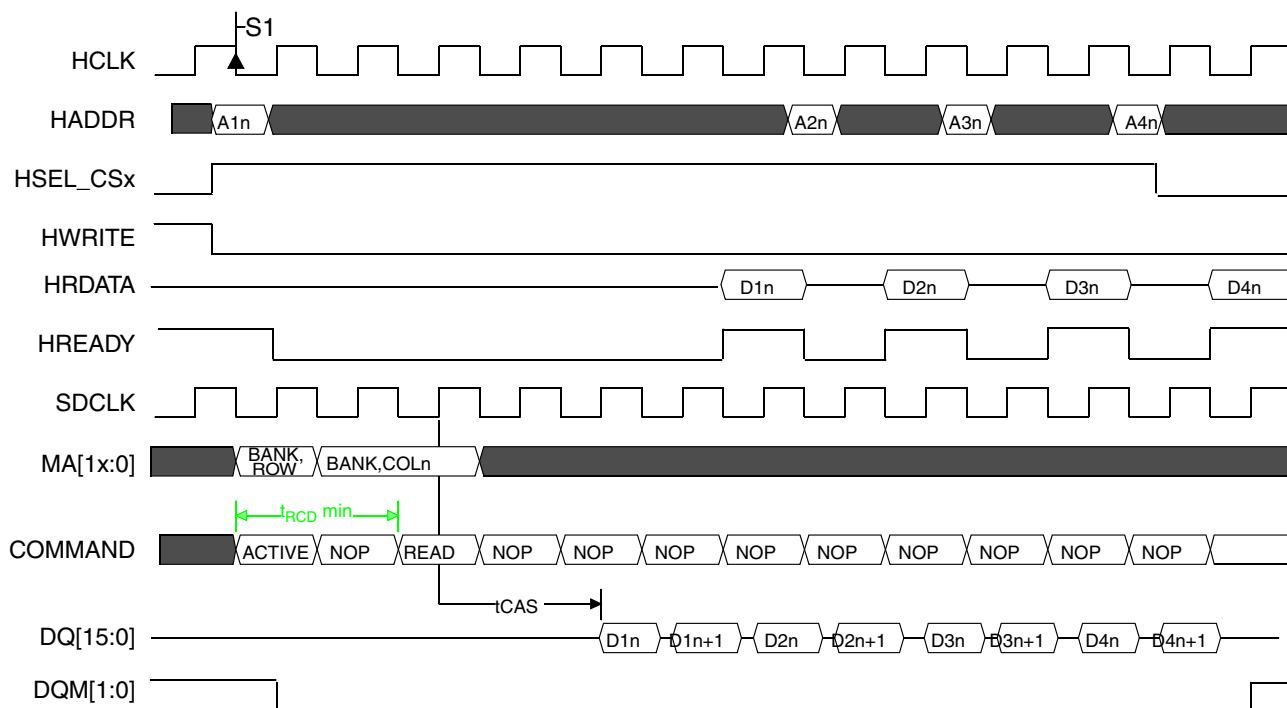 S1
HCLK
HADDR A1n A2n A3n A4n
HSEL_CSx
HWRITE
HRDATA D1n D2n D3n D4n
HREADY
SDCLK
MA[1x:0] BANK, ROW BANK,COLn
tRCD min
COMMAND ACTIVE NOP READ NOP NOP NOP NOP NOP NOP NOP NOP NOP
tCAS
DQ[15:0] D1n D1n+1 D2n D2n+1 D3n D3n+1 D4n D4n+1
DQM[1:0]